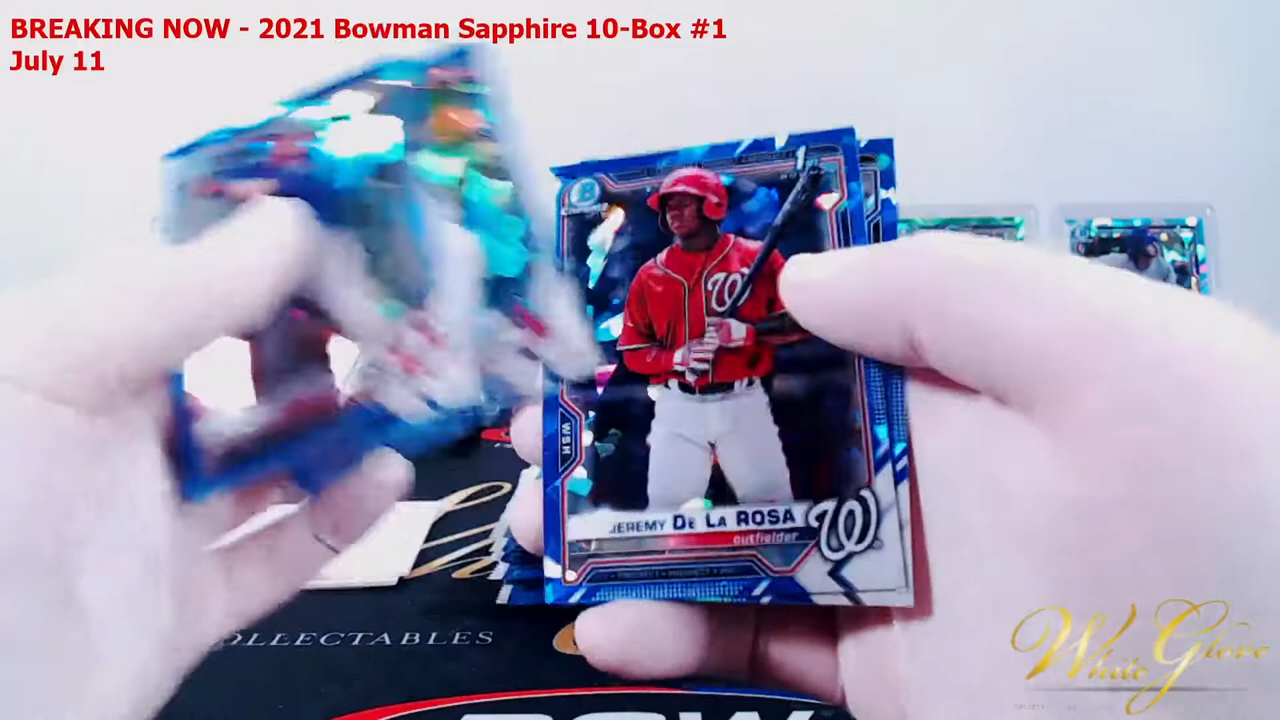 BREAKING NOW - 2021 Bowman Sapphire 10-Box #1
July 11
1st
B
W
WSH
JEREMY DE LA ROSA
outfielder
W
OLLECTABLES
White Glove